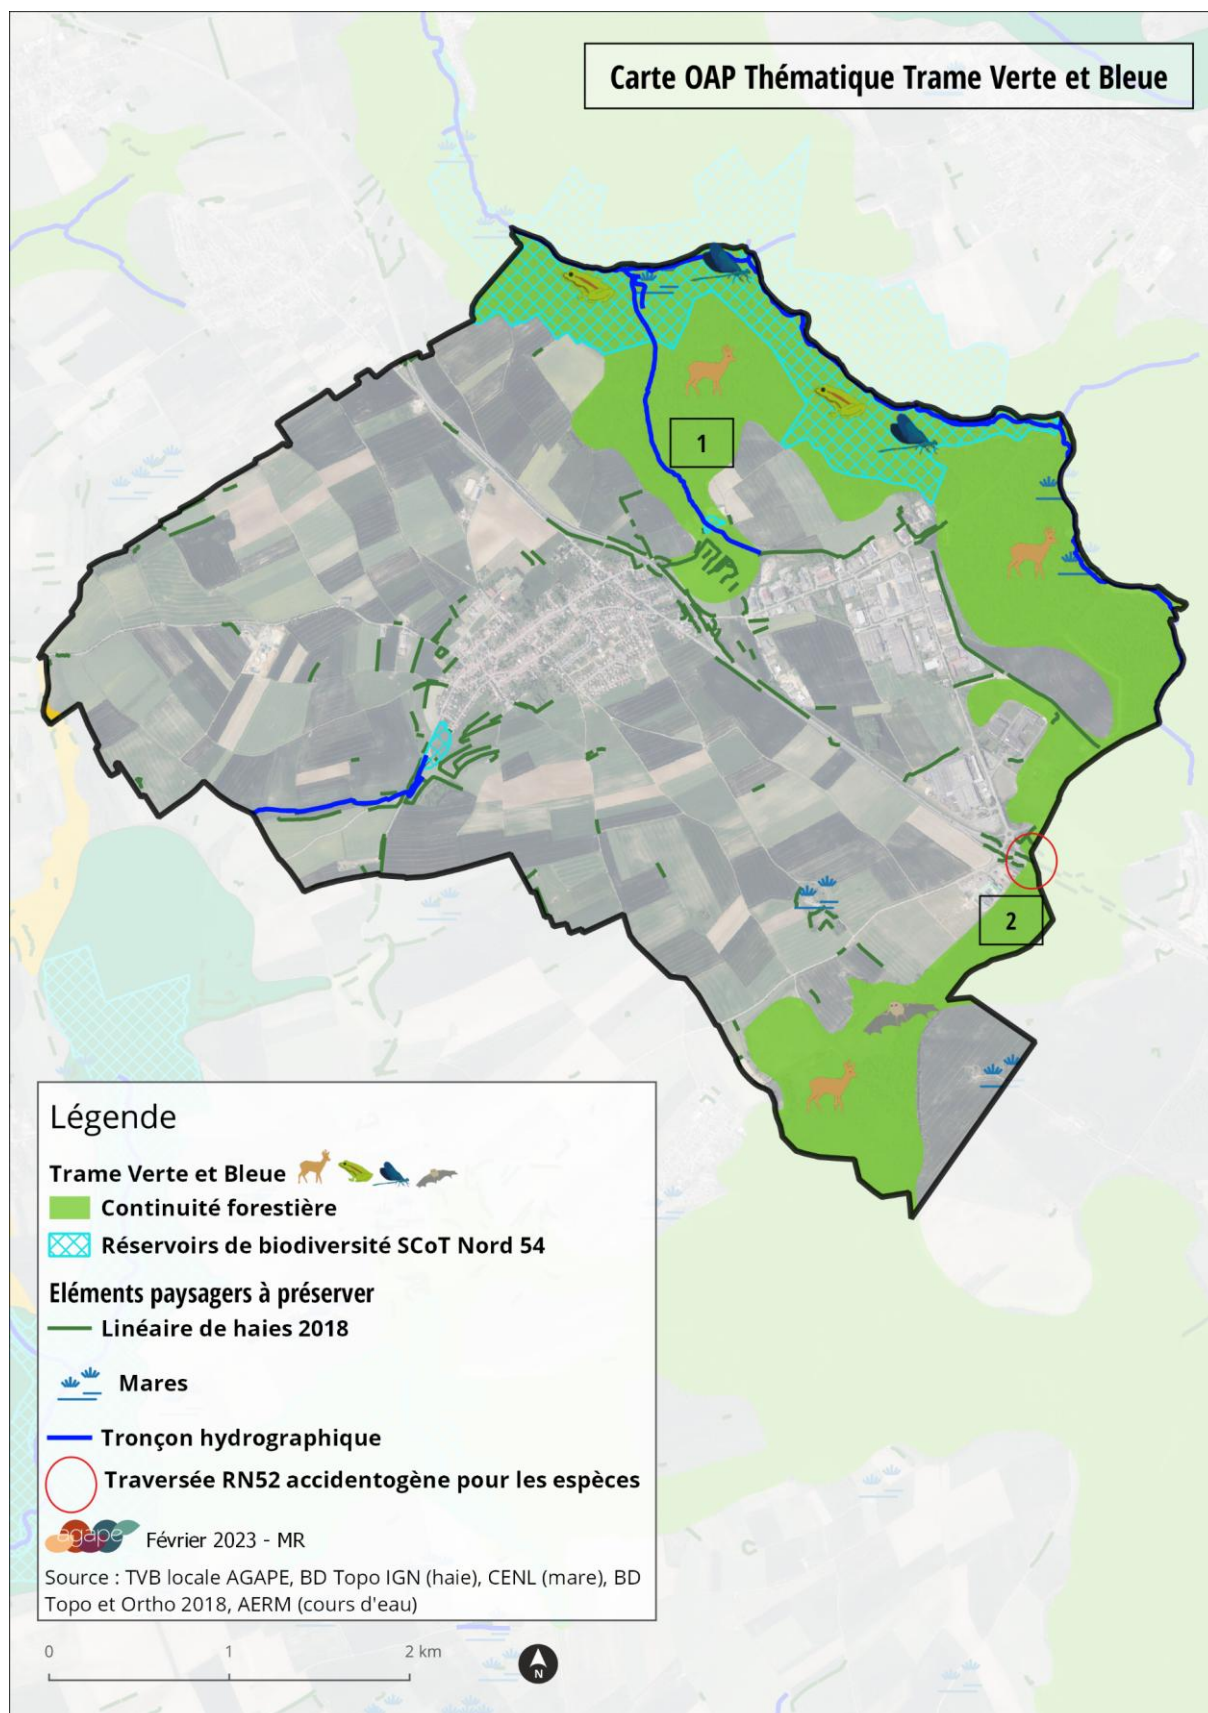 Carte OAP Thématique Trame Verte et Bleue
1
2
Légende
Trame Verte et Bleue
Continuité forestière
Réservoirs de biodiversité SCoT Nord 54
Eléments paysagers à préserver
Linéaire de haies 2018
Mares
Tronçon hydrographique
Traversée RN52 accidentogène pour les espèces
agape Février 2023 - MR
Source : TVB locale AGAPE, BD Topo IGN (haie), CENL (mare), BD
Topo et Ortho 2018, AERM (cours d'eau)
0 1 2 km
N